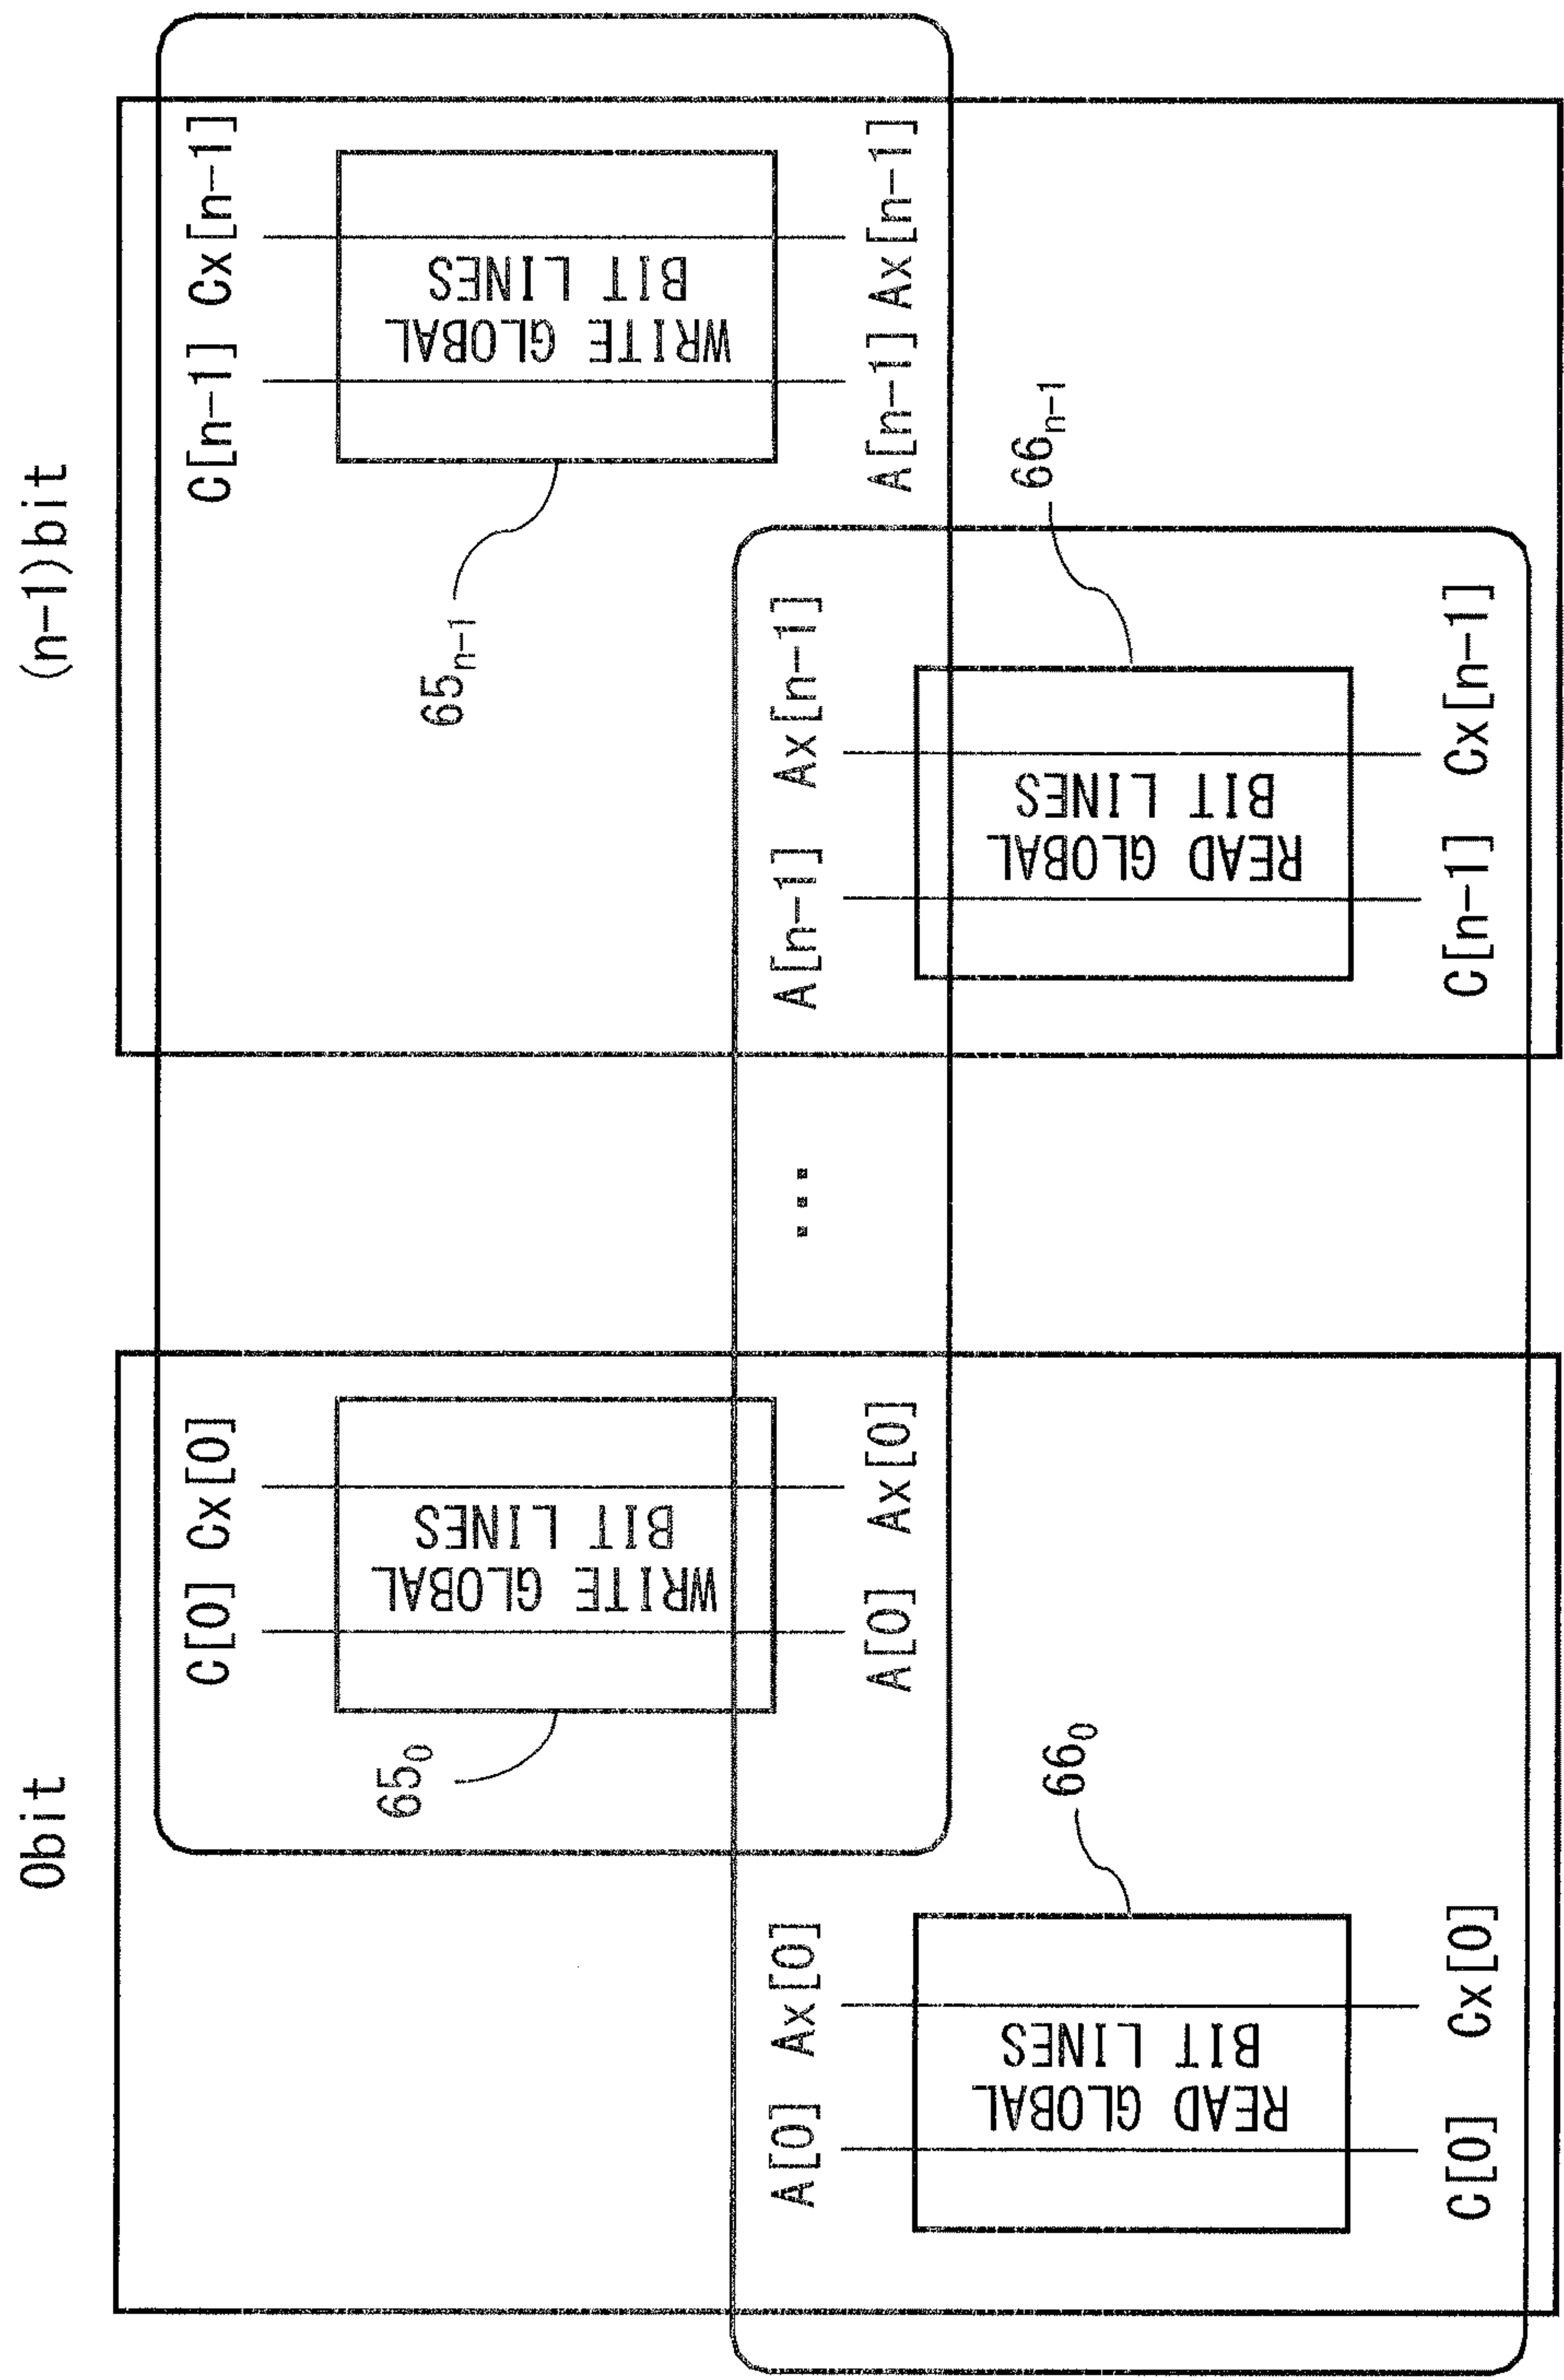 0bit
(n-1)bit
C[0] Cx[0]
C[n-1] Cx[n-1]
WRITE GLOBAL
BIT LINES
WRITE GLOBAL
BIT LINES
65₀
65ₙ₋₁
A[0] Ax[0]
A[n-1] Ax[n-1]
A[0] Ax[0]
...
A[n-1] Ax[n-1]
66₀
66ₙ₋₁
READ GLOBAL
BIT LINES
READ GLOBAL
BIT LINES
C[0] Cx[0]
C[n-1] Cx[n-1]